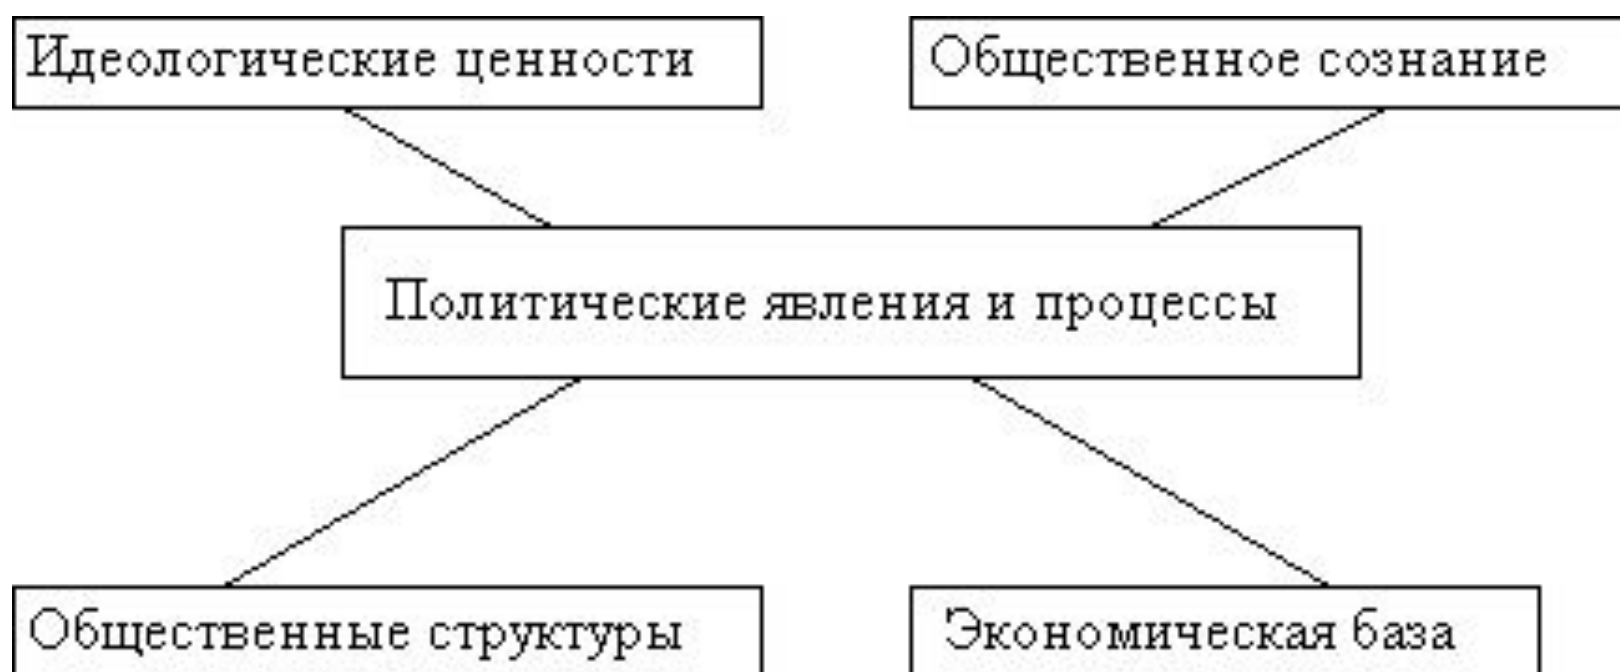 Идеологические ценности
Общественное сознание
Политические явления и процессы
Общественные структуры
Экономическая база